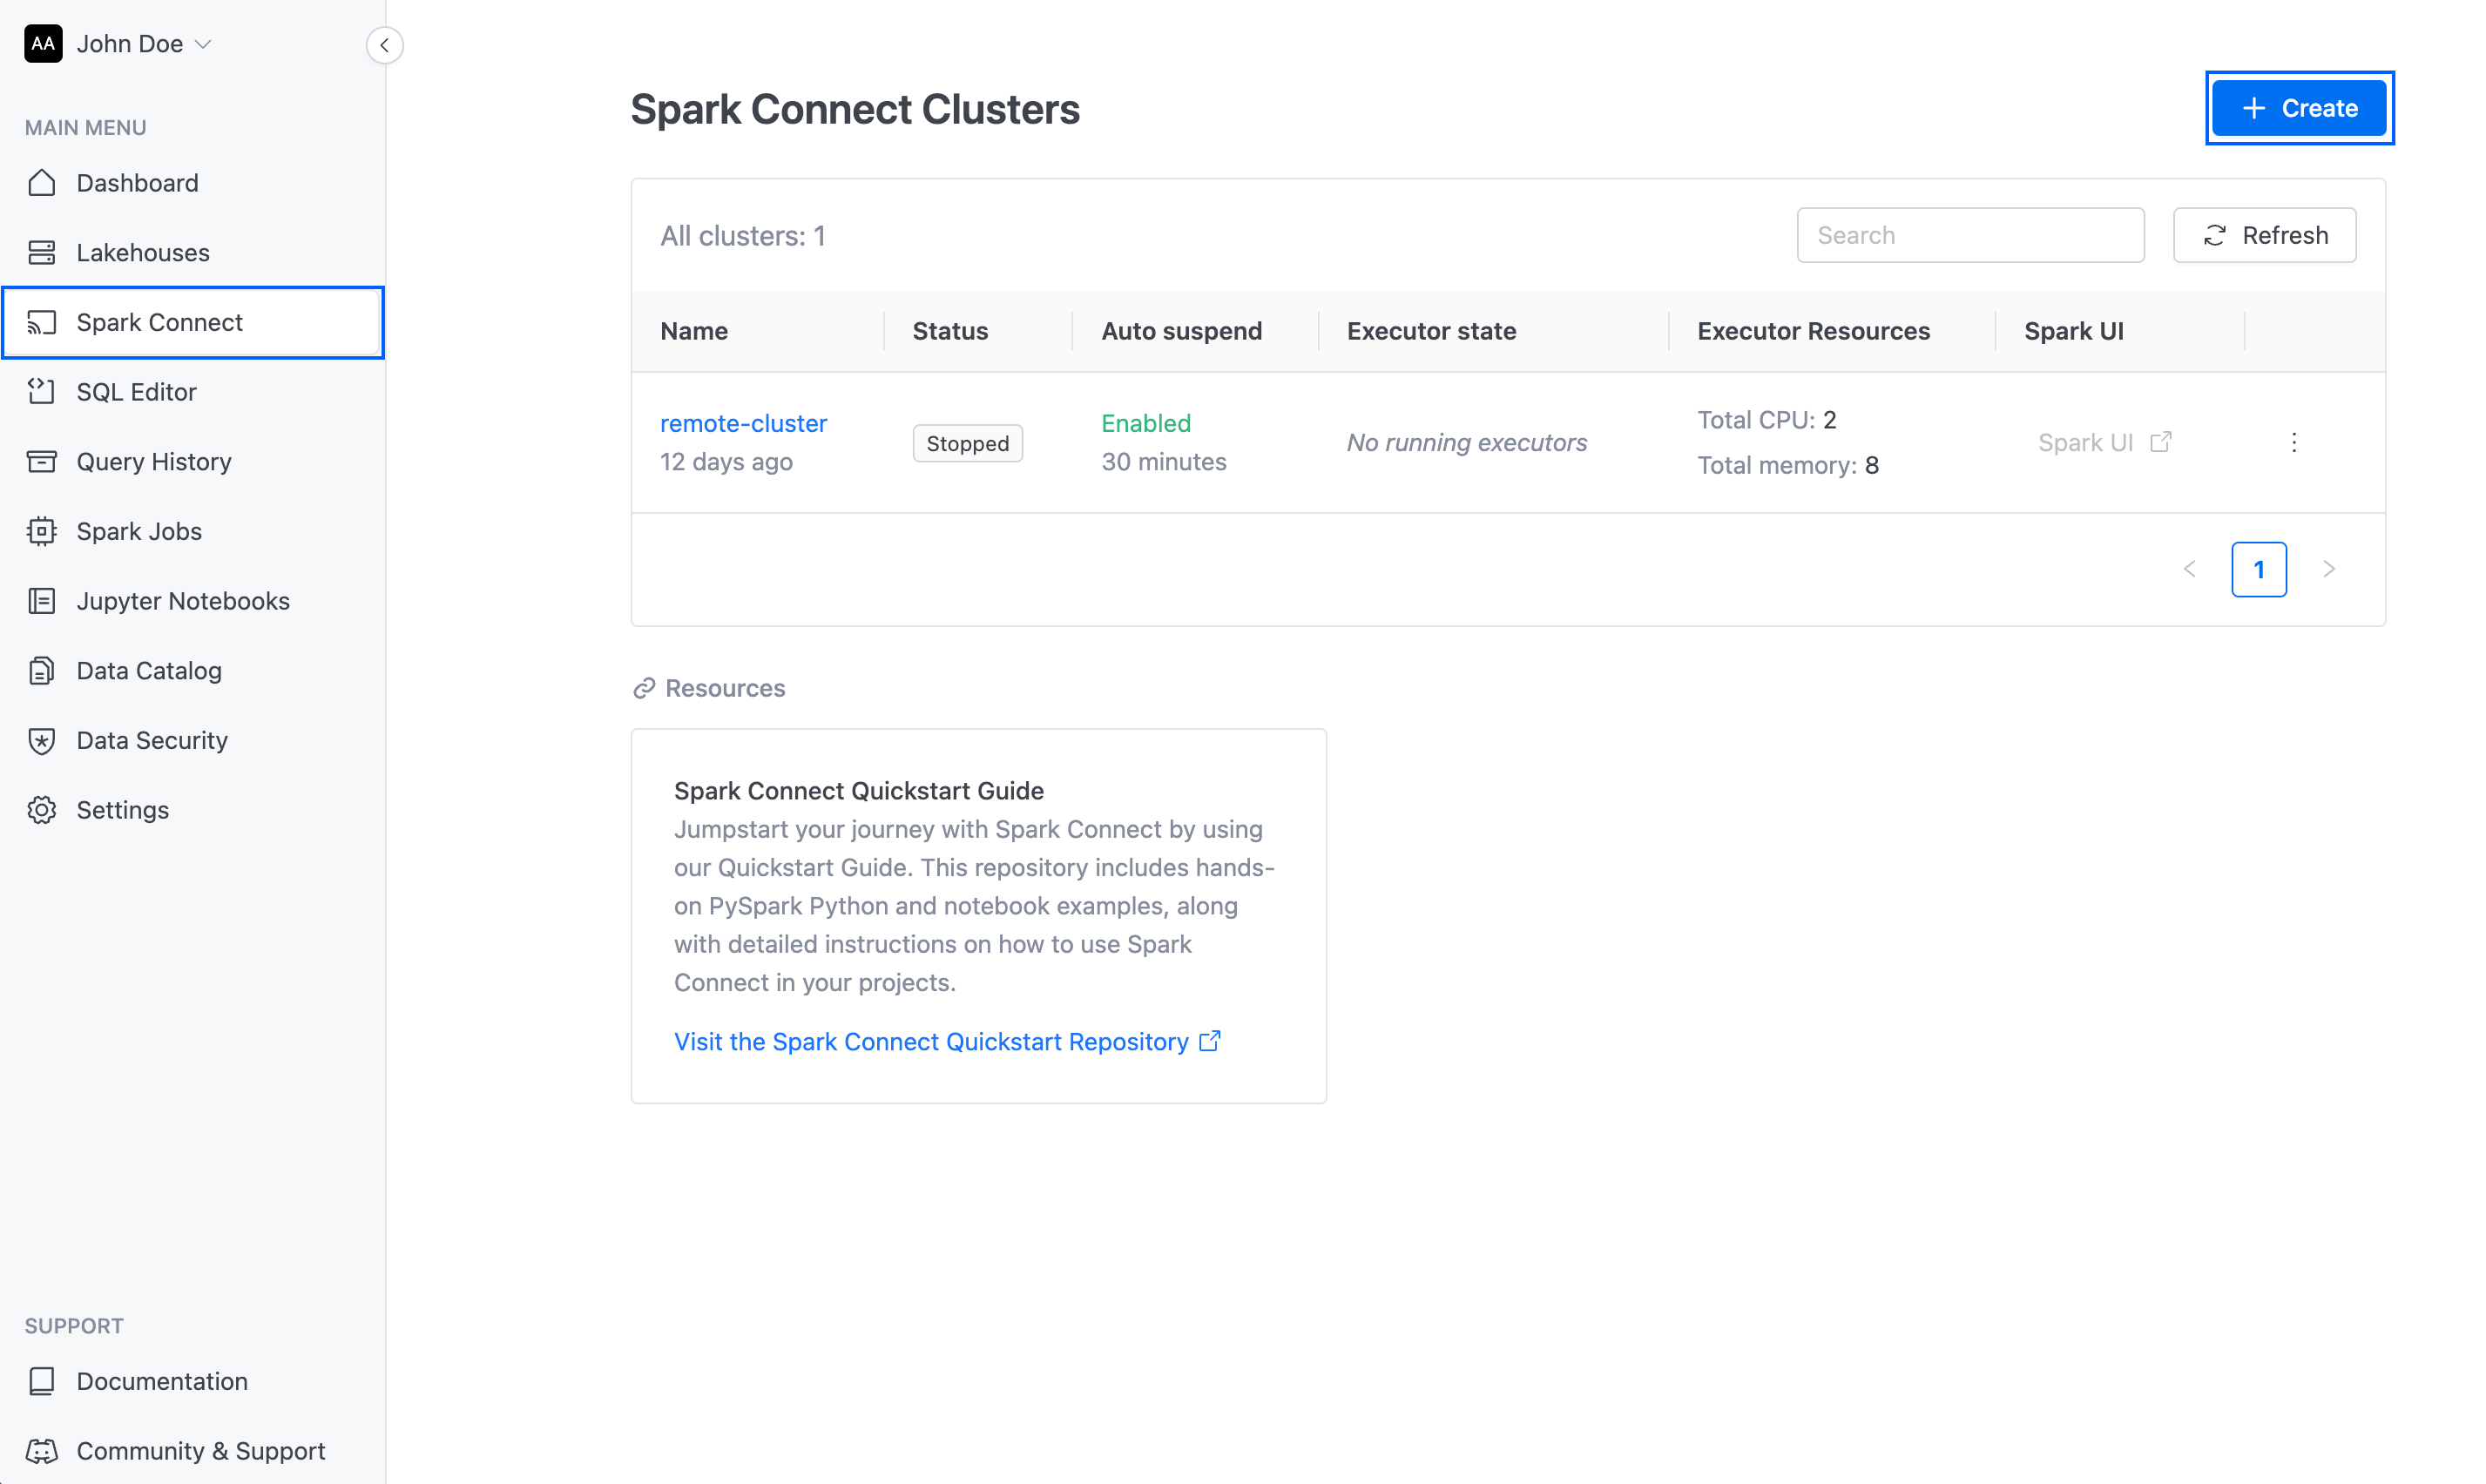 AA John Doe
MAIN MENU
Dashboard
Lakehouses
Spark Connect
SQL Editor
Query History
Spark Jobs
Jupyter Notebooks
Data Catalog
Data Security
Settings
SUPPORT
Documentation
Community & Support
Spark Connect Clusters
+ Create
All clusters: 1
Search
Refresh
Name Status Auto suspend Executor state Executor Resources Spark UI
remote-cluster
12 days ago
Stopped
Enabled
30 minutes
No running executors
Total CPU: 2
Total memory: 8
Spark UI
1
Resources
Spark Connect Quickstart Guide
Jumpstart your journey with Spark Connect by using
our Quickstart Guide. This repository includes hands-
on PySpark Python and notebook examples, along
with detailed instructions on how to use Spark
Connect in your projects.
Visit the Spark Connect Quickstart Repository